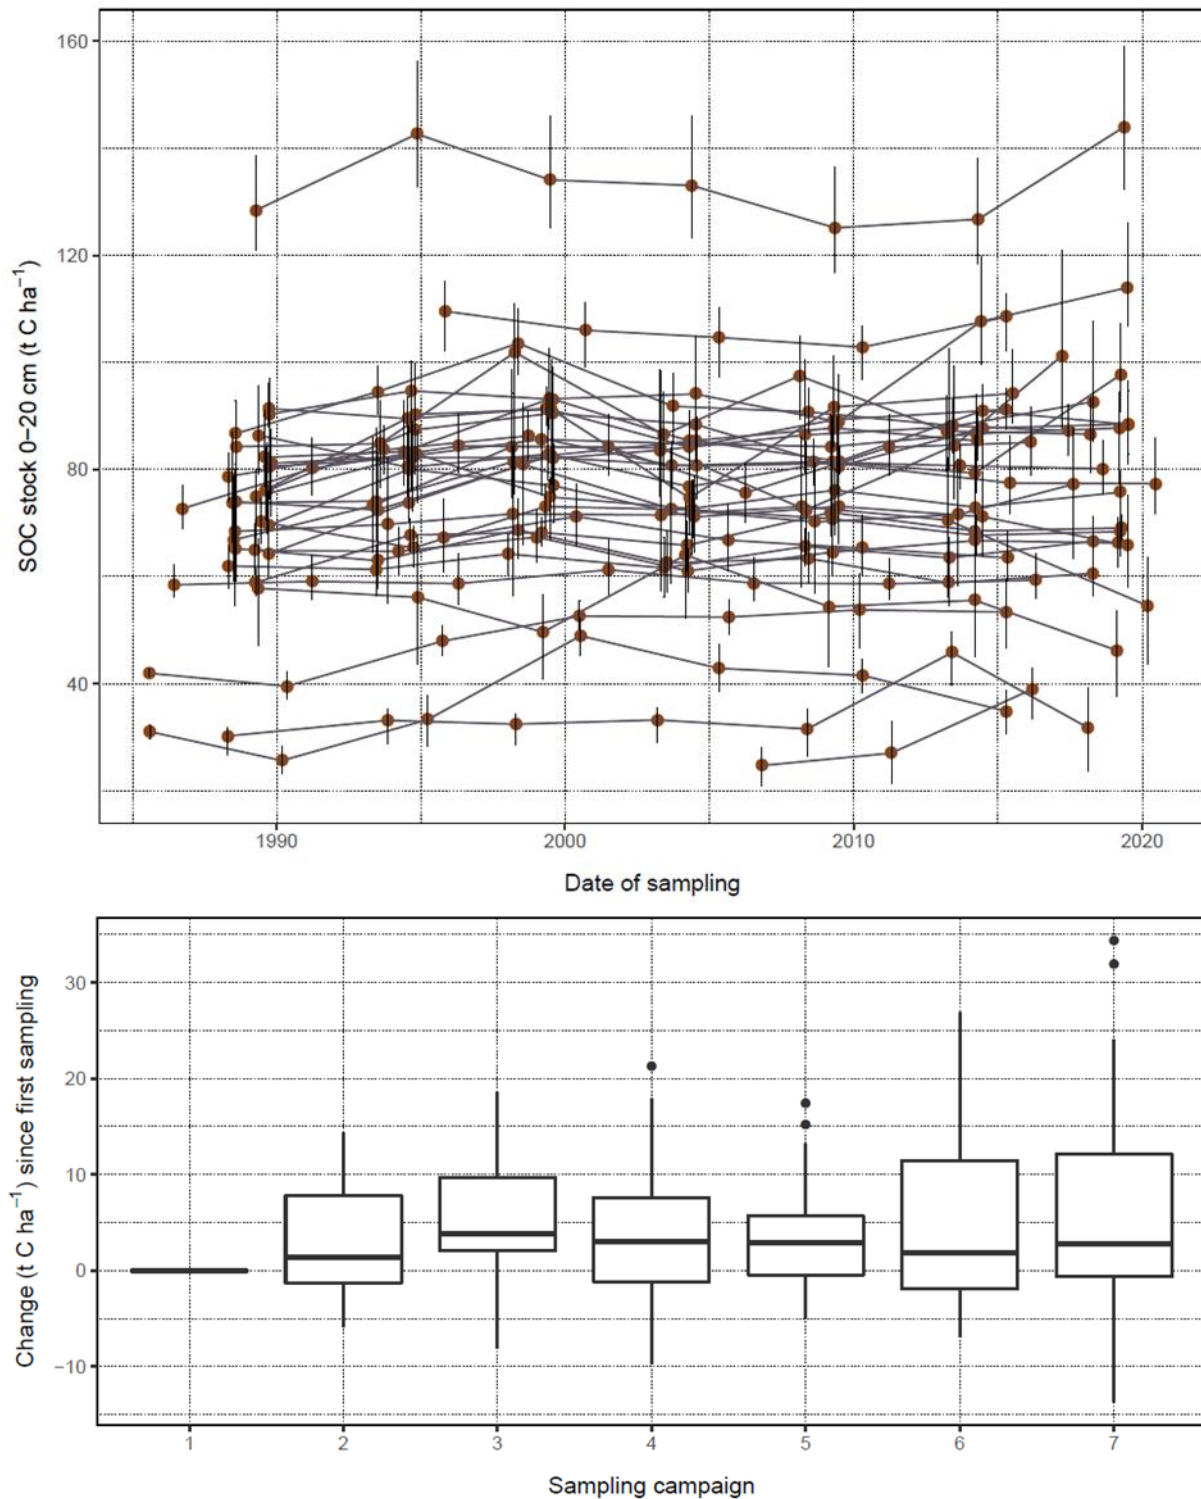 SOC stock 0−20 cm (t C ha⁻¹)
160
120
80
40
1990 2000 2010 2020
Date of sampling
Change (t C ha⁻¹) since first sampling
30
20
10
0
−10
1 2 3 4 5 6 7
Sampling campaign